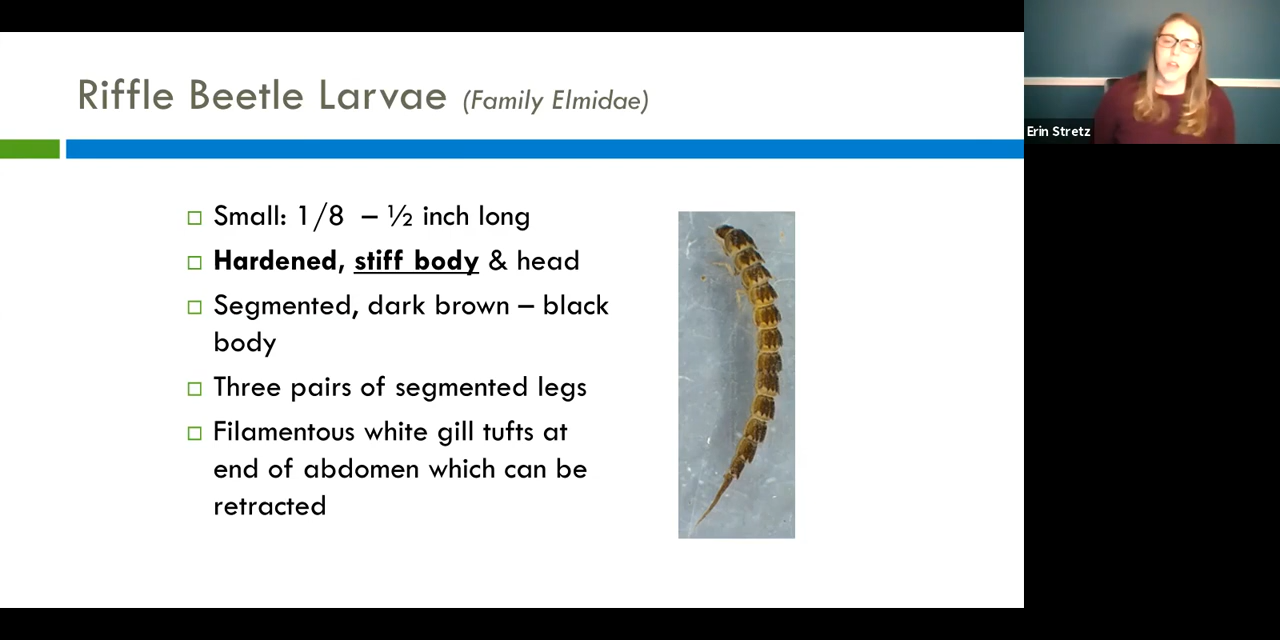 Riffle Beetle Larvae (Family Elmidae)
Erin Stretz
Small: 1/8 – ½ inch long
Hardened, stiff body & head
Segmented, dark brown – black
body
Three pairs of segmented legs
Filamentous white gill tufts at
end of abdomen which can be
retracted